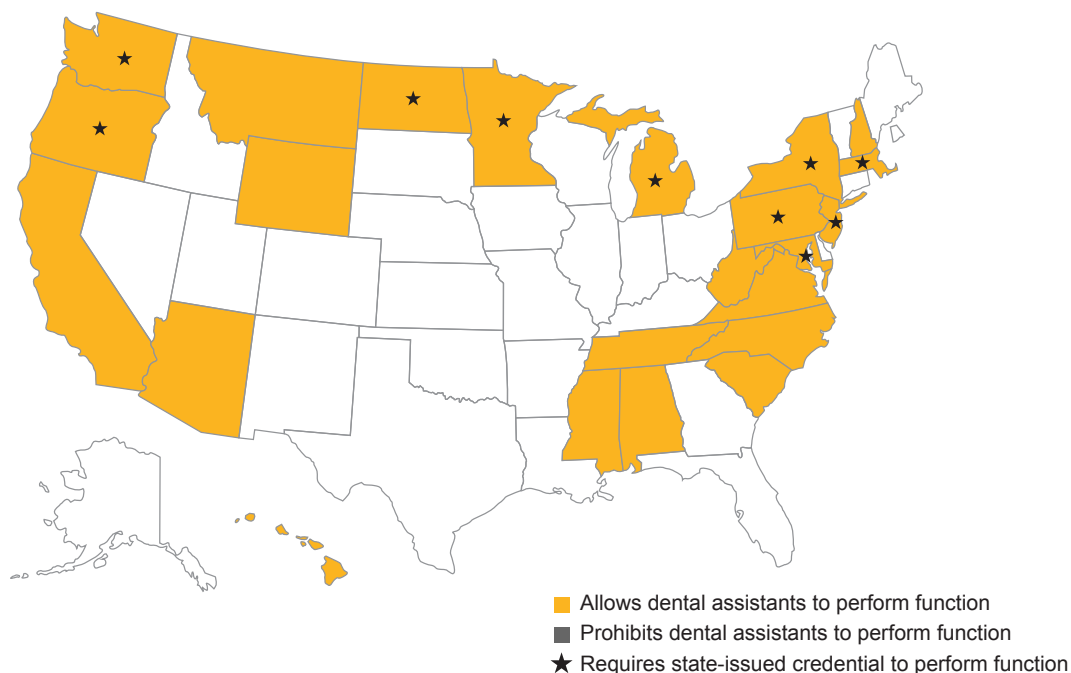 Allows dental assistants to perform function
Prohibits dental assistants to perform function
Requires state-issued credential to perform function